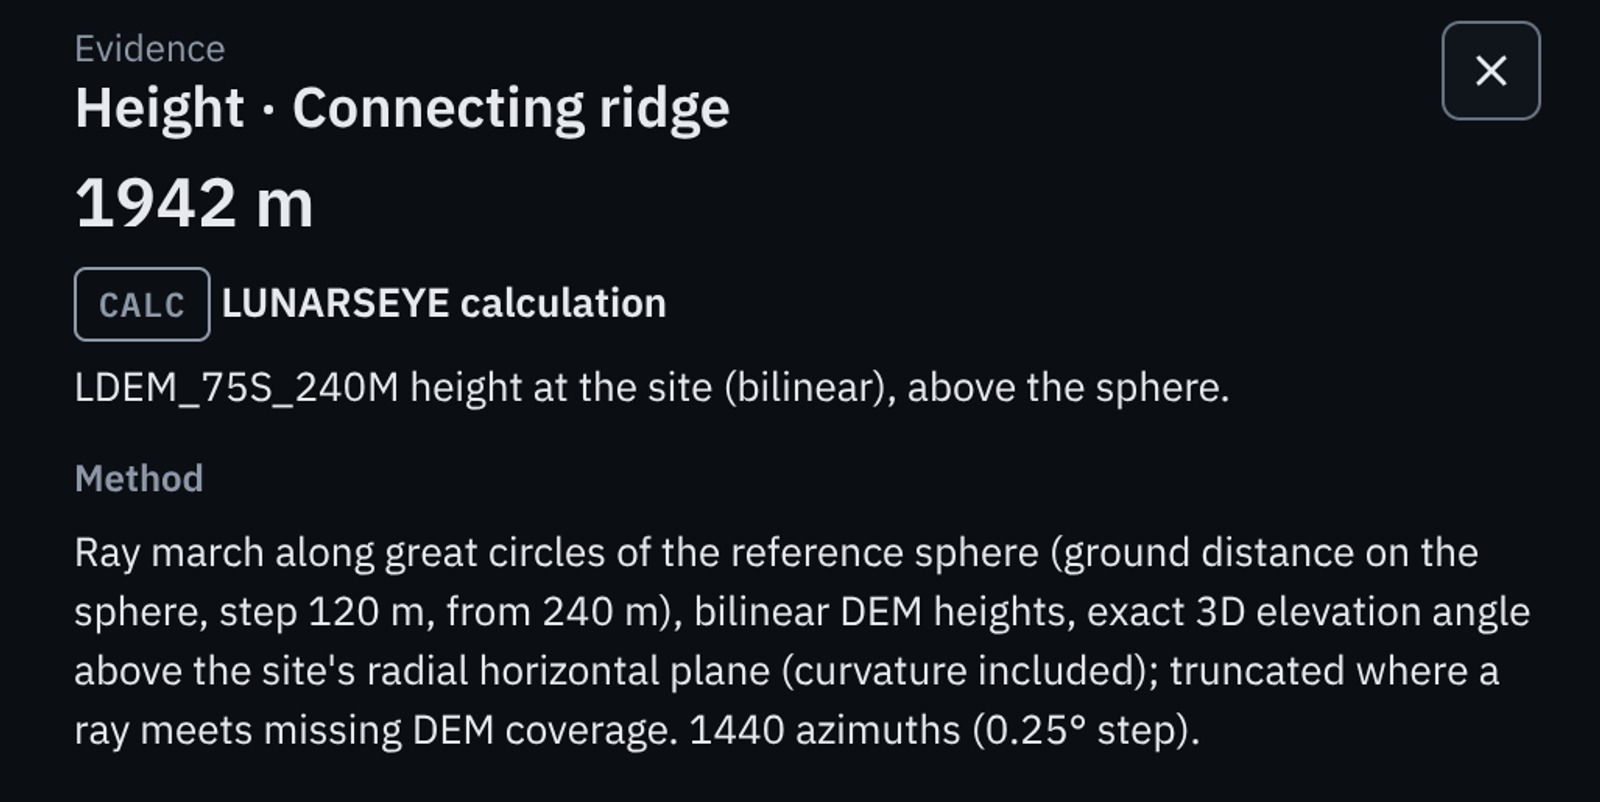 Evidence
Height · Connecting ridge
1942 m
CALC LUNARSEYE calculation
LDEM_75S_240M height at the site (bilinear), above the sphere.
Method
Ray march along great circles of the reference sphere (ground distance on the
sphere, step 120 m, from 240 m), bilinear DEM heights, exact 3D elevation angle
above the site's radial horizontal plane (curvature included); truncated where a
ray meets missing DEM coverage. 1440 azimuths (0.25° step).